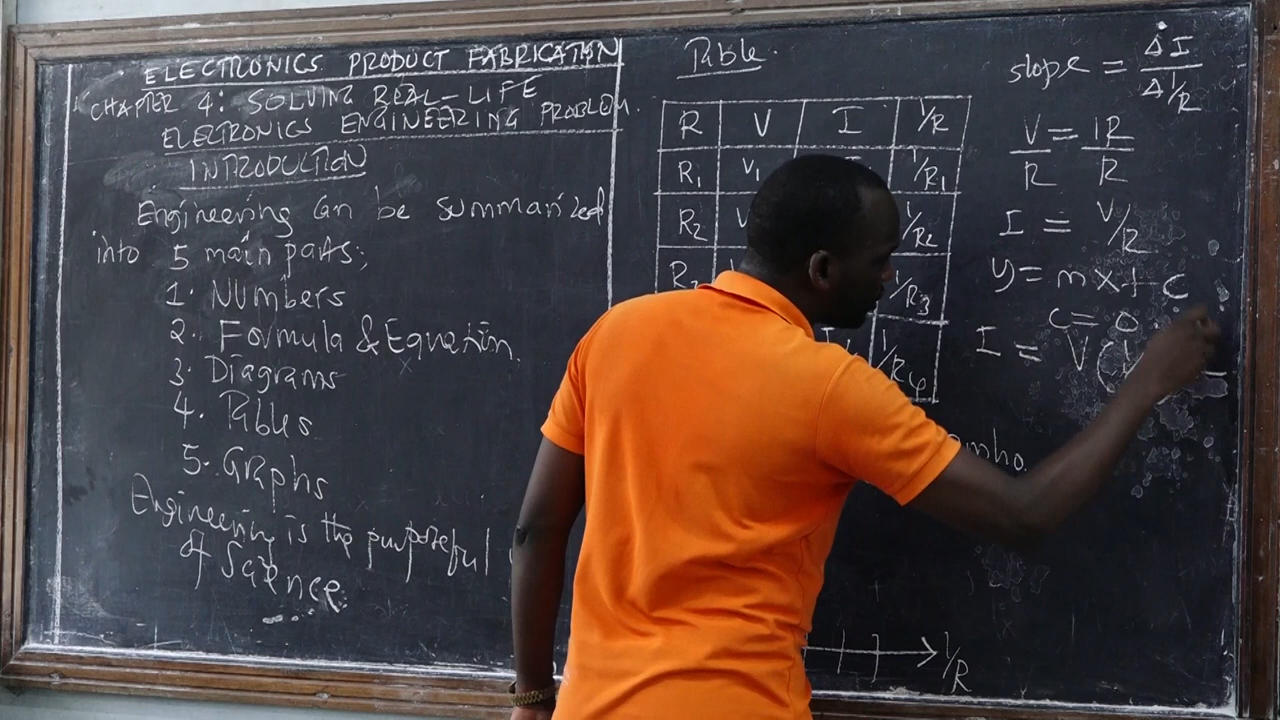 ELECTRONICS PRODUCT FABRICATION
CHAPTER 4: SOLVING REAL-LIFE
ELECTRONICS ENGINEERING PROBLEM.
INTRODUCTION
Engineering can be summarized
into 5 main parts;
1. Numbers
2. Formula & Equation.
3. Diagrams
4. Tables
5. Graphs
Engineering is the purposeful
of Science
Table.
R V I 1/R
R1 V1 1/R1
R2 1/R2
1/R3
1/R4
1/R
slope = ΔI / Δ1/R
V/R = IR/R
I = V/R
y = mx + c
c = 0
I = V(